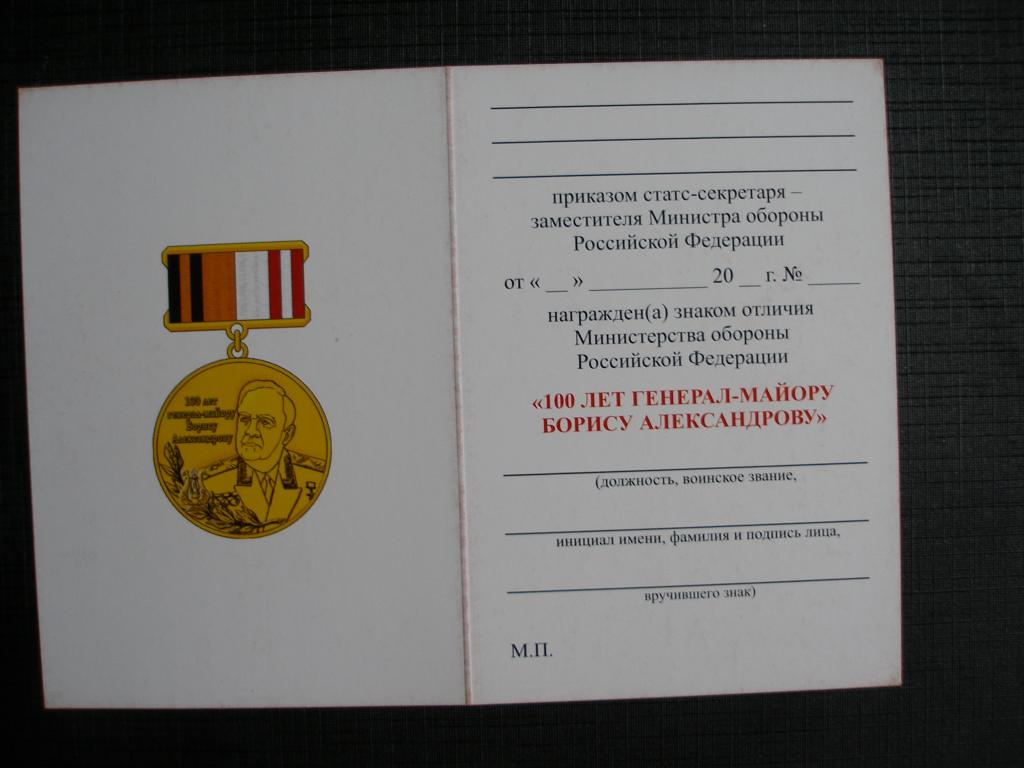 100 лет
генерал-майору
Борису
Александрову
приказом статс-секретаря –
заместителя Министра обороны
Российской Федерации
от « __ » ___________ 20 __ г. № _____
награжден(а) знаком отличия
Министерства обороны
Российской Федерации
«100 ЛЕТ ГЕНЕРАЛ-МАЙОРУ
БОРИСУ АЛЕКСАНДРОВУ»
(должность, воинское звание,
инициал имени, фамилия и подпись лица,
вручившего знак)
М.П.